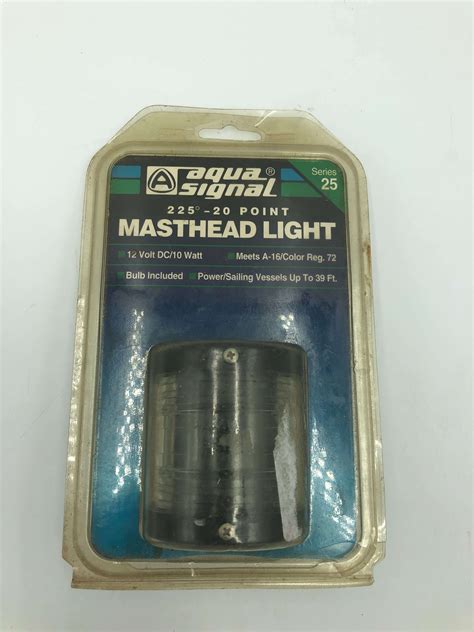 A aqua signal ® Series 25
225° - 20 POINT
MASTHEAD LIGHT
12 Volt DC/10 Watt Meets A-16/Color Reg. 72
Bulb Included Power/Sailing Vessels Up To 39 Ft.